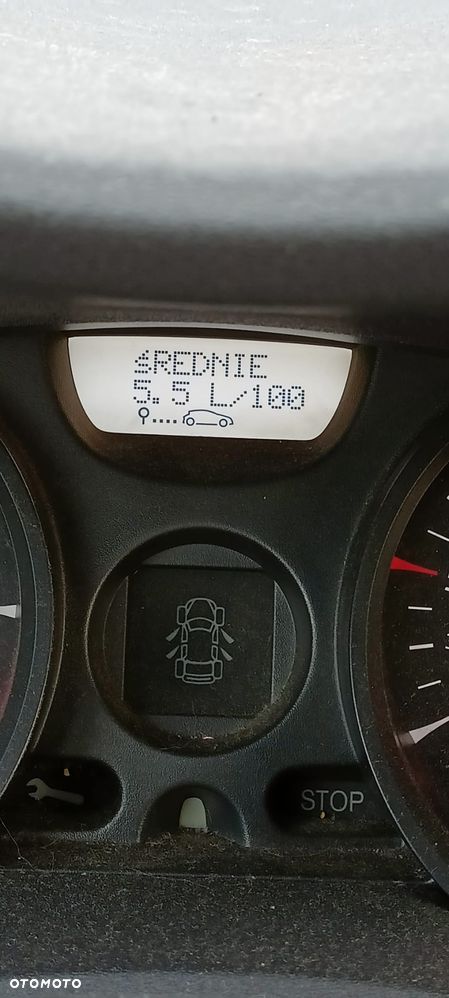 ŚREDNIE
5.5 L/100
STOP
OTOMOTO